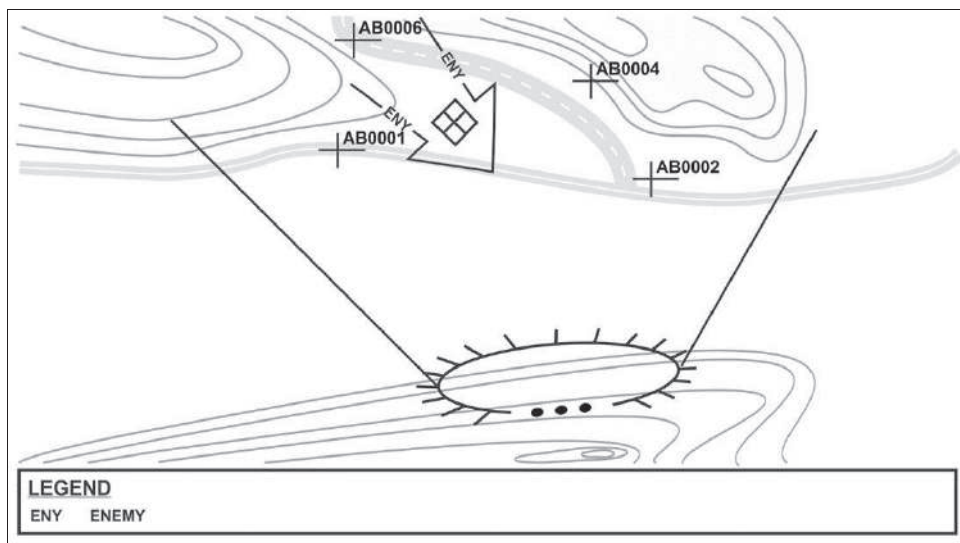 AB0006
ENY
AB0004
ENY
AB0001
AB0002
LEGEND
ENY ENEMY